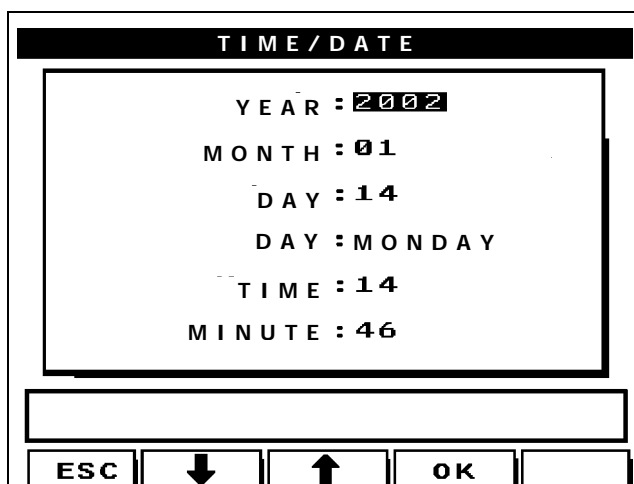 TIME/DATE
YEAR :2002
MONTH :01
DAY :14
DAY :MONDAY
TIME :14
MINUTE :46
ESC OK